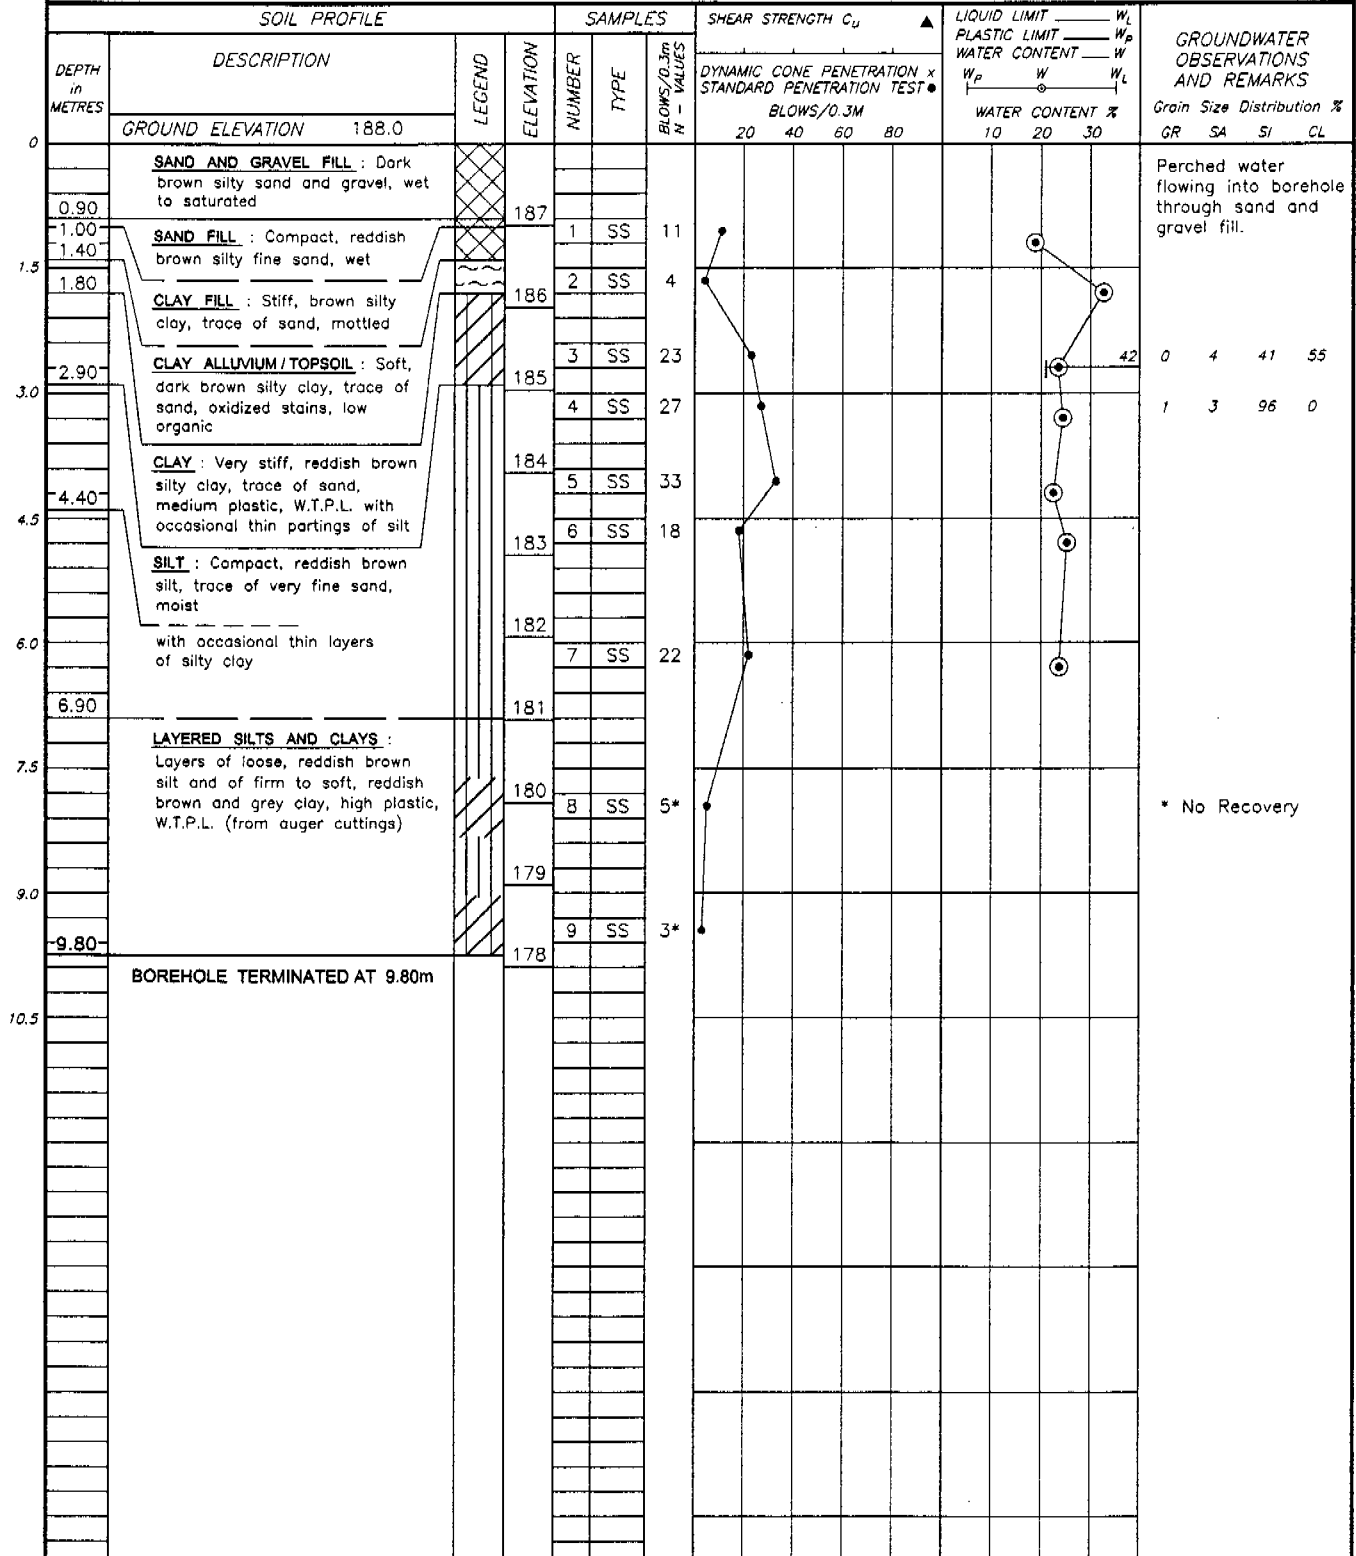 SOIL PROFILE
SAMPLES
SHEAR STRENGTH Cu ▲
LIQUID LIMIT ______ WL
PLASTIC LIMIT ______ Wp
WATER CONTENT ___ W
Wp W WL
WATER CONTENT %
10 20 30
GROUNDWATER
OBSERVATIONS
AND REMARKS
Grain Size Distribution %
GR SA SI CL
DEPTH
in
METRES
DESCRIPTION
LEGEND
ELEVATION
NUMBER
TYPE
BLOWS/0.3m
N - VALUES
DYNAMIC CONE PENETRATION x
STANDARD PENETRATION TEST ●
BLOWS/0.3M
20 40 60 80
GROUND ELEVATION 188.0
0
0.90
1.00
1.40
1.5
1.80
2.90
3.0
4.40
4.5
6.0
6.90
7.5
9.0
9.80
10.5
SAND AND GRAVEL FILL : Dark
brown silty sand and gravel, wet
to saturated
SAND FILL : Compact, reddish
brown silty fine sand, wet
CLAY FILL : Stiff, brown silty
clay, trace of sand, mottled
CLAY ALLUVIUM/TOPSOIL : Soft,
dark brown silty clay, trace of
sand, oxidized stains, low
organic
CLAY : Very stiff, reddish brown
silty clay, trace of sand,
medium plastic, W.T.P.L. with
occasional thin partings of silt
SILT : Compact, reddish brown
silt, trace of very fine sand,
moist
with occasional thin layers
of silty clay
LAYERED SILTS AND CLAYS :
Layers of loose, reddish brown
silt and of firm to soft, reddish
brown and grey clay, high plastic,
W.T.P.L. (from auger cuttings)
BOREHOLE TERMINATED AT 9.80m
187
186
185
184
183
182
181
180
179
178
1 SS 11
2 SS 4
3 SS 23
4 SS 27
5 SS 33
6 SS 18
7 SS 22
8 SS 5*
9 SS 3*
42
Perched water
flowing into borehole
through sand and
gravel fill.
0 4 41 55
1 3 96 0
* No Recovery